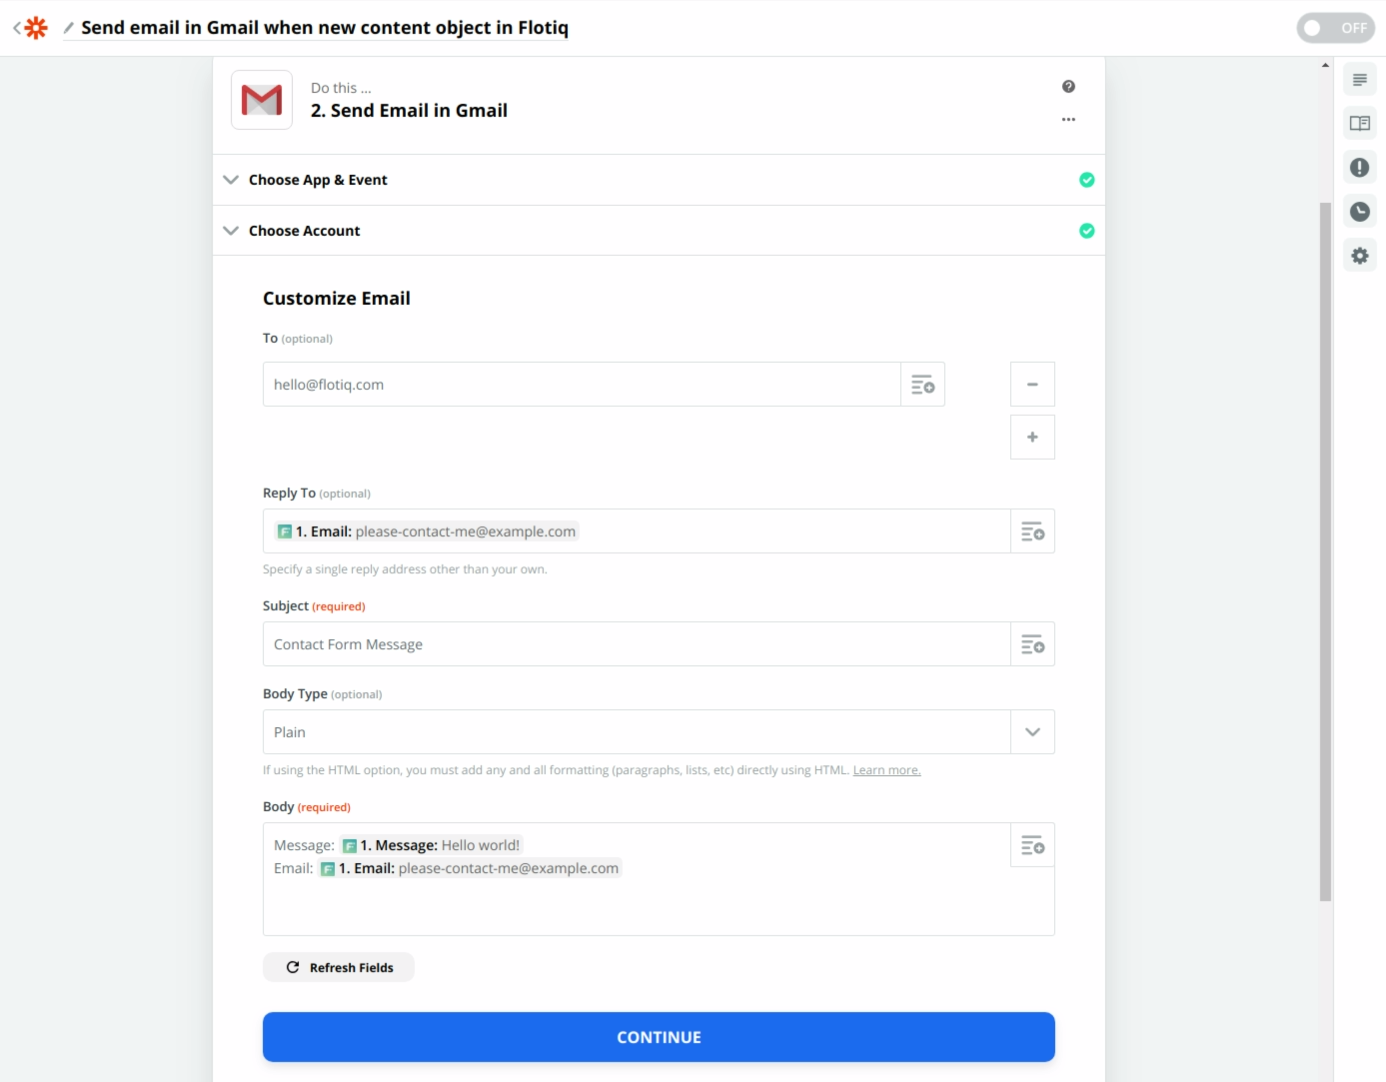 Send email in Gmail when new content object in Flotiq
OFF
Do this ...
2. Send Email in Gmail
Choose App & Event
Choose Account
Customize Email
To (optional)
hello@flotiq.com
Reply To (optional)
1. Email: please-contact-me@example.com
Specify a single reply address other than your own.
Subject (required)
Contact Form Message
Body Type (optional)
Plain
If using the HTML option, you must add any and all formatting (paragraphs, lists, etc) directly using HTML. Learn more.
Body (required)
Message: 1. Message: Hello world!
Email: 1. Email: please-contact-me@example.com
Refresh Fields
CONTINUE